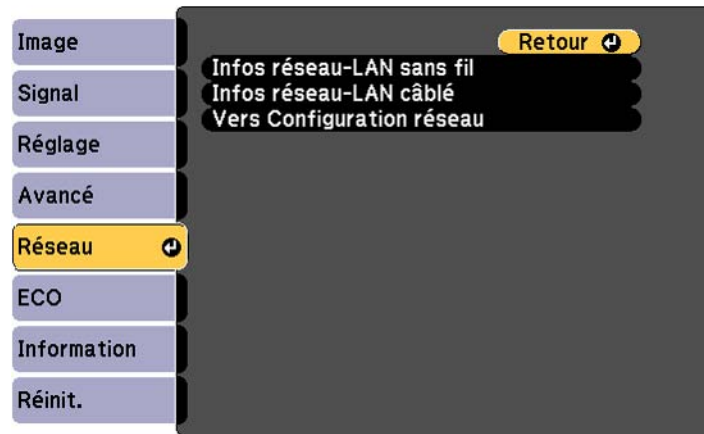 Image
Signal
Réglage
Avancé
Réseau
ECO
Information
Réinit.
Retour
Infos réseau-LAN sans fil
Infos réseau-LAN câblé
Vers Configuration réseau